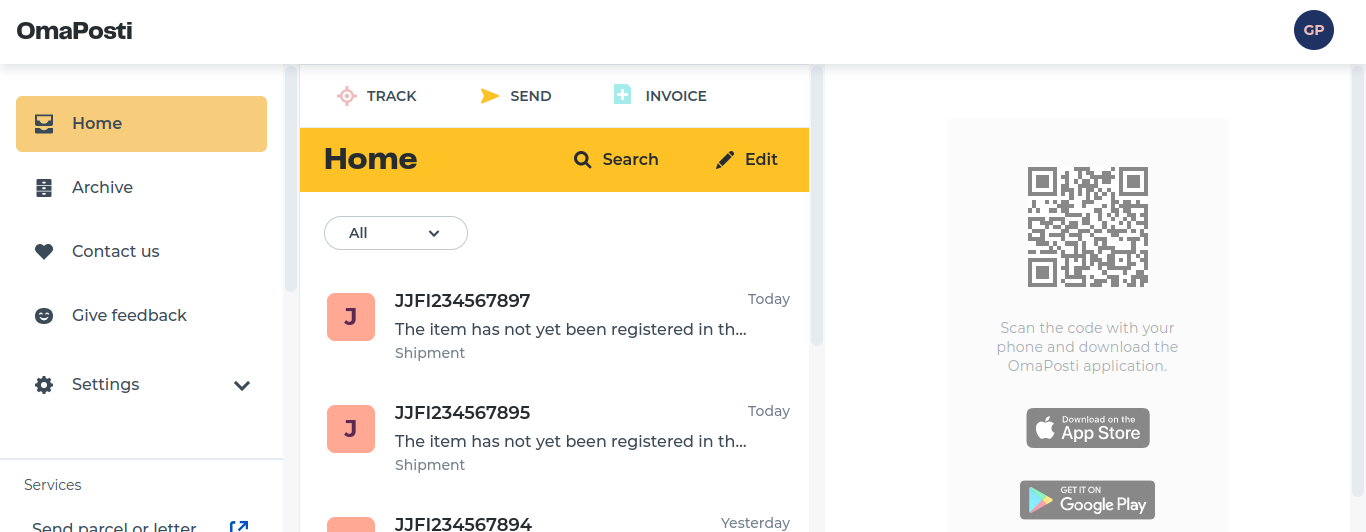 OmaPosti
GP
Home
Archive
Contact us
Give feedback
Settings
Services
Send parcel or letter
TRACK
SEND
INVOICE
Home
Search
Edit
All
J
JJFI234567897
Today
The item has not yet been registered in th...
Shipment
J
JJFI234567895
Today
The item has not yet been registered in th...
Shipment
JJFI234567894
Yesterday
Scan the code with your
phone and download the
OmaPosti application.
Download on the
App Store
GET IT ON
Google Play